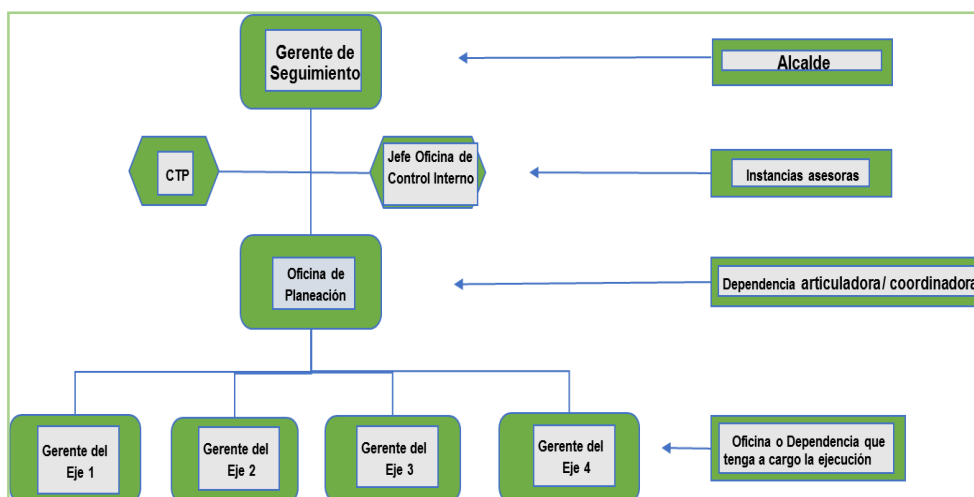 Gerente de
Seguimiento
Alcalde
CTP
Jefe Oficina de
Control Interno
Instancias asesoras
Oficina de
Planeación
Dependencia articuladora/ coordinadora
Gerente del
Eje 1
Gerente del
Eje 2
Gerente del
Eje 3
Gerente del
Eje 4
Oficina o Dependencia que
tenga a cargo la ejecución